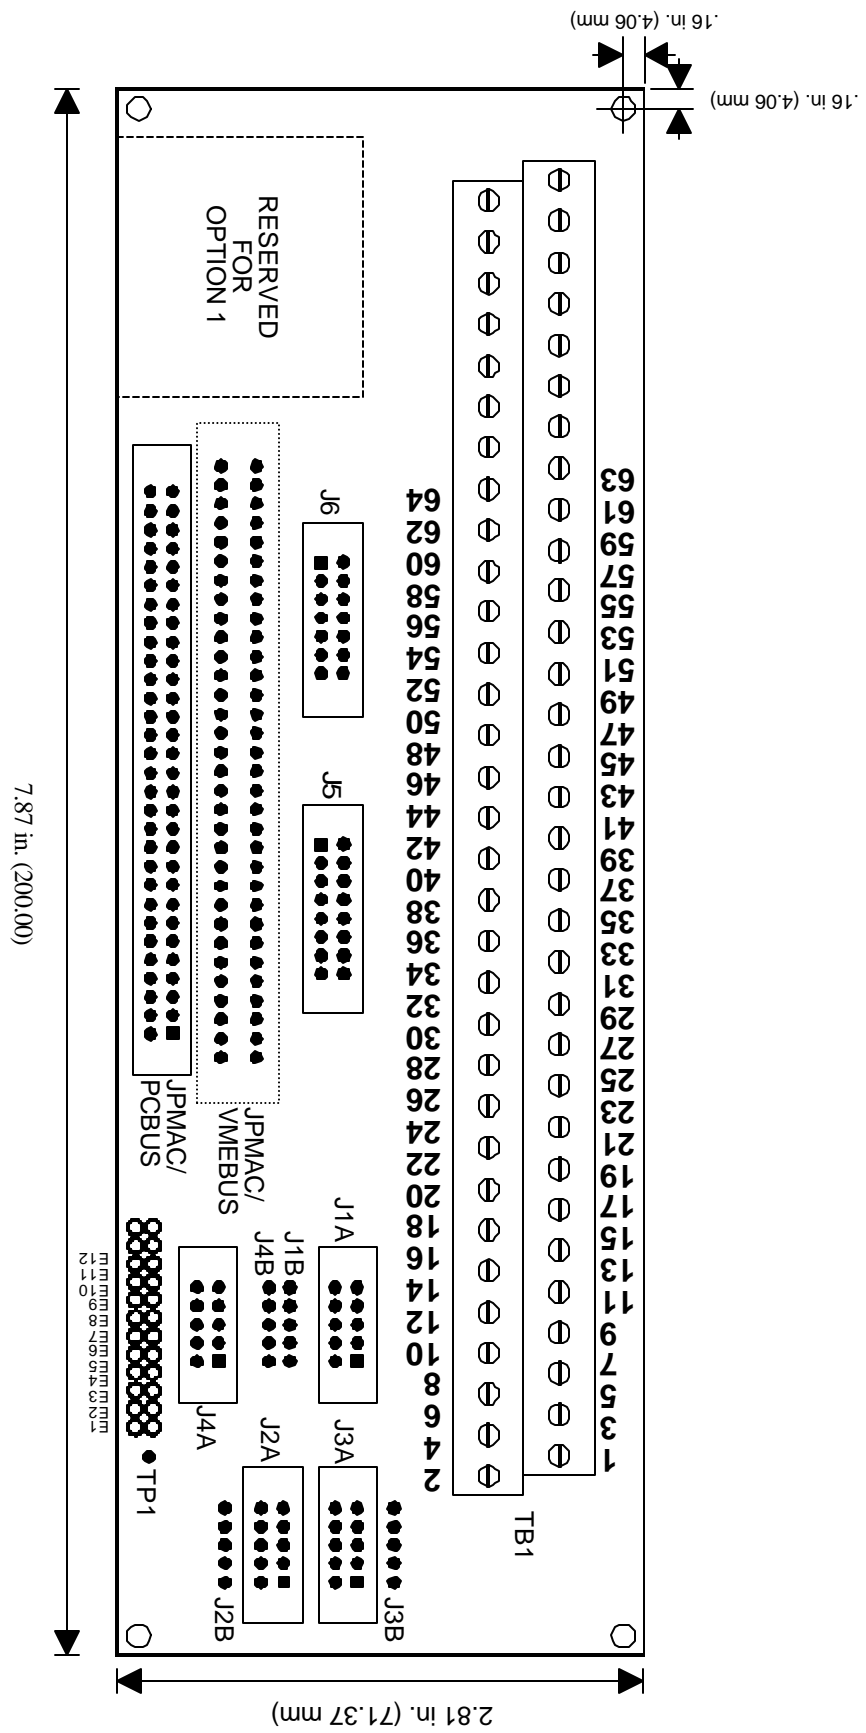 .16 in. (4.06 mm)
.16 in. (4.06 mm)
RESERVED
FOR
OPTION 1
J6
J5
64
62
60
58
56
54
52
50
48
46
44
42
40
38
36
34
32
30
28
26
24
22
20
18
16
14
12
10
8
6
4
2
63
61
59
57
55
53
51
49
47
45
43
41
39
37
35
33
31
29
27
25
23
21
19
17
15
13
11
9
7
5
3
1
7.87 in. (200.00)
JPMAC/
PCBUS
JPMAC/
VMEBUS
J1A
J1B
J4B
E12
E11
E10
E9
E8
E7
E6
E5
E4
E3
E2
E1
J4A
J2A
J3A
TP1
TB1
J2B
J3B
2.81 in. (71.37 mm)